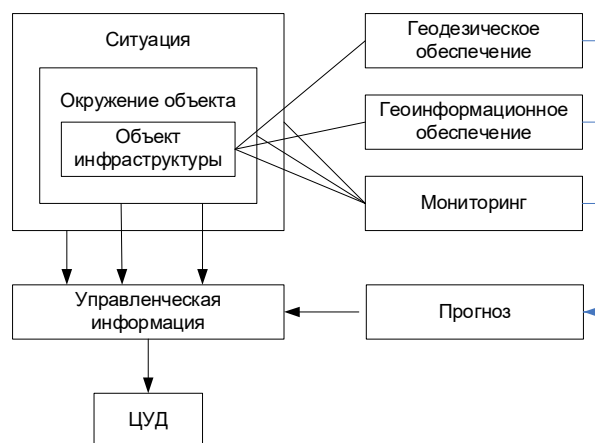 Ситуация
Окружение объекта
Объект
инфраструктуры
Геодезическое
обеспечение
Геоинформационное
обеспечение
Мониторинг
Управленческая
информация
Прогноз
ЦУД